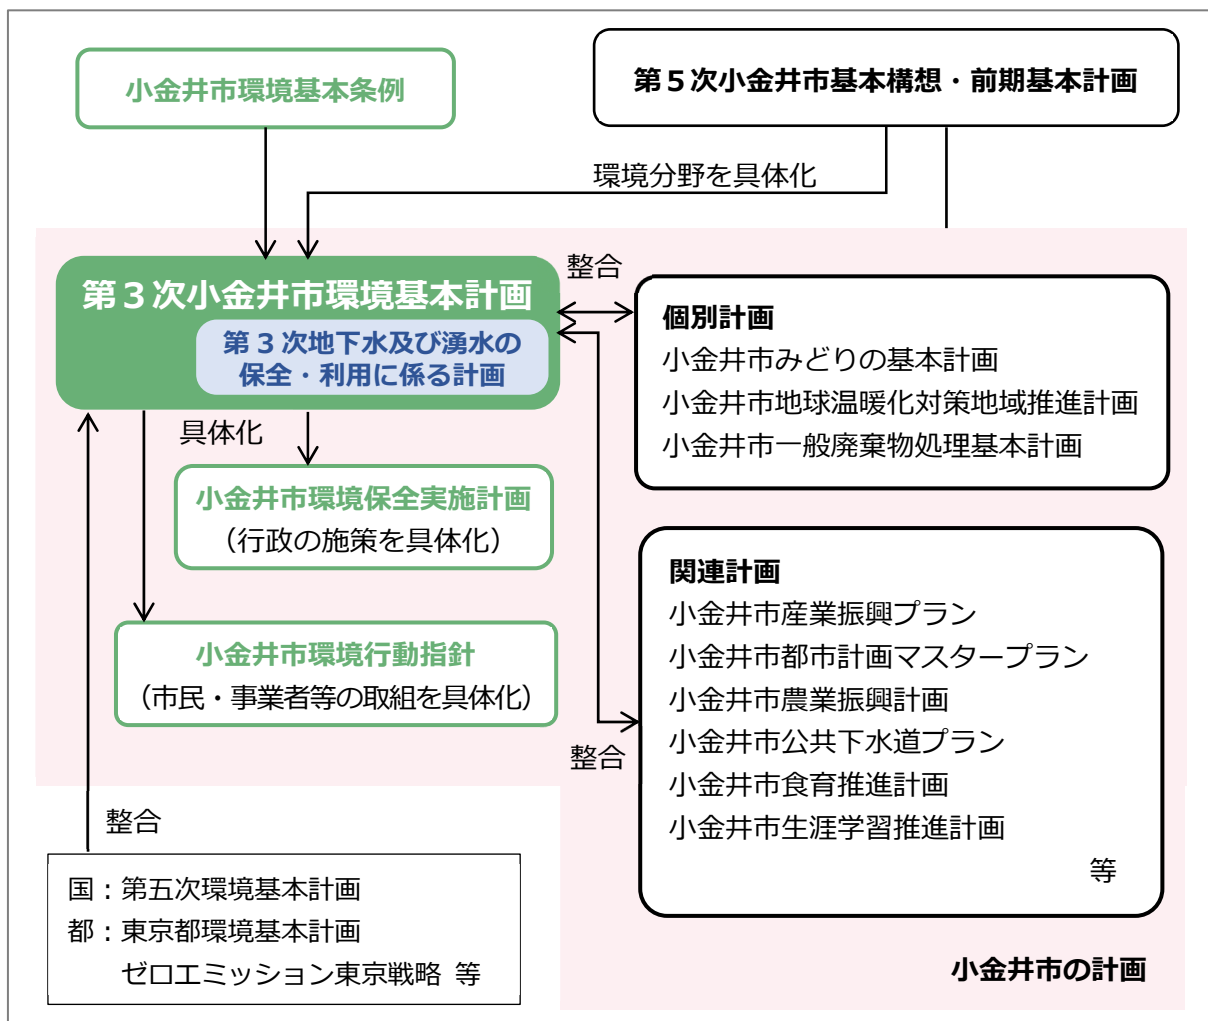 小金井市環境基本条例
第５次小金井市基本構想・前期基本計画
環境分野を具体化
第３次小金井市環境基本計画
第３次地下水及び湧水の
保全・利用に係る計画
整合
個別計画
小金井市みどりの基本計画
小金井市地球温暖化対策地域推進計画
小金井市一般廃棄物処理基本計画
具体化
小金井市環境保全実施計画
（行政の施策を具体化）
小金井市環境行動指針
（市民・事業者等の取組を具体化）
整合
関連計画
小金井市産業振興プラン
小金井市都市計画マスタープラン
小金井市農業振興計画
小金井市公共下水道プラン
小金井市食育推進計画
小金井市生涯学習推進計画
等
整合
国：第五次環境基本計画
都：東京都環境基本計画
ゼロエミッション東京戦略 等
小金井市の計画